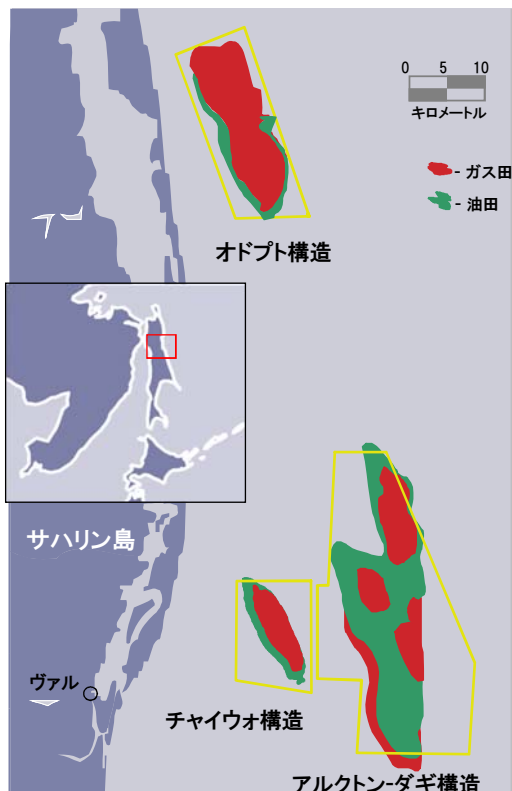 0 5 10
キロメートル
- ガス田
- 油田
オドプト構造
サハリン島
ヴァル
チャイウォ構造
アルクトン-ダギ構造